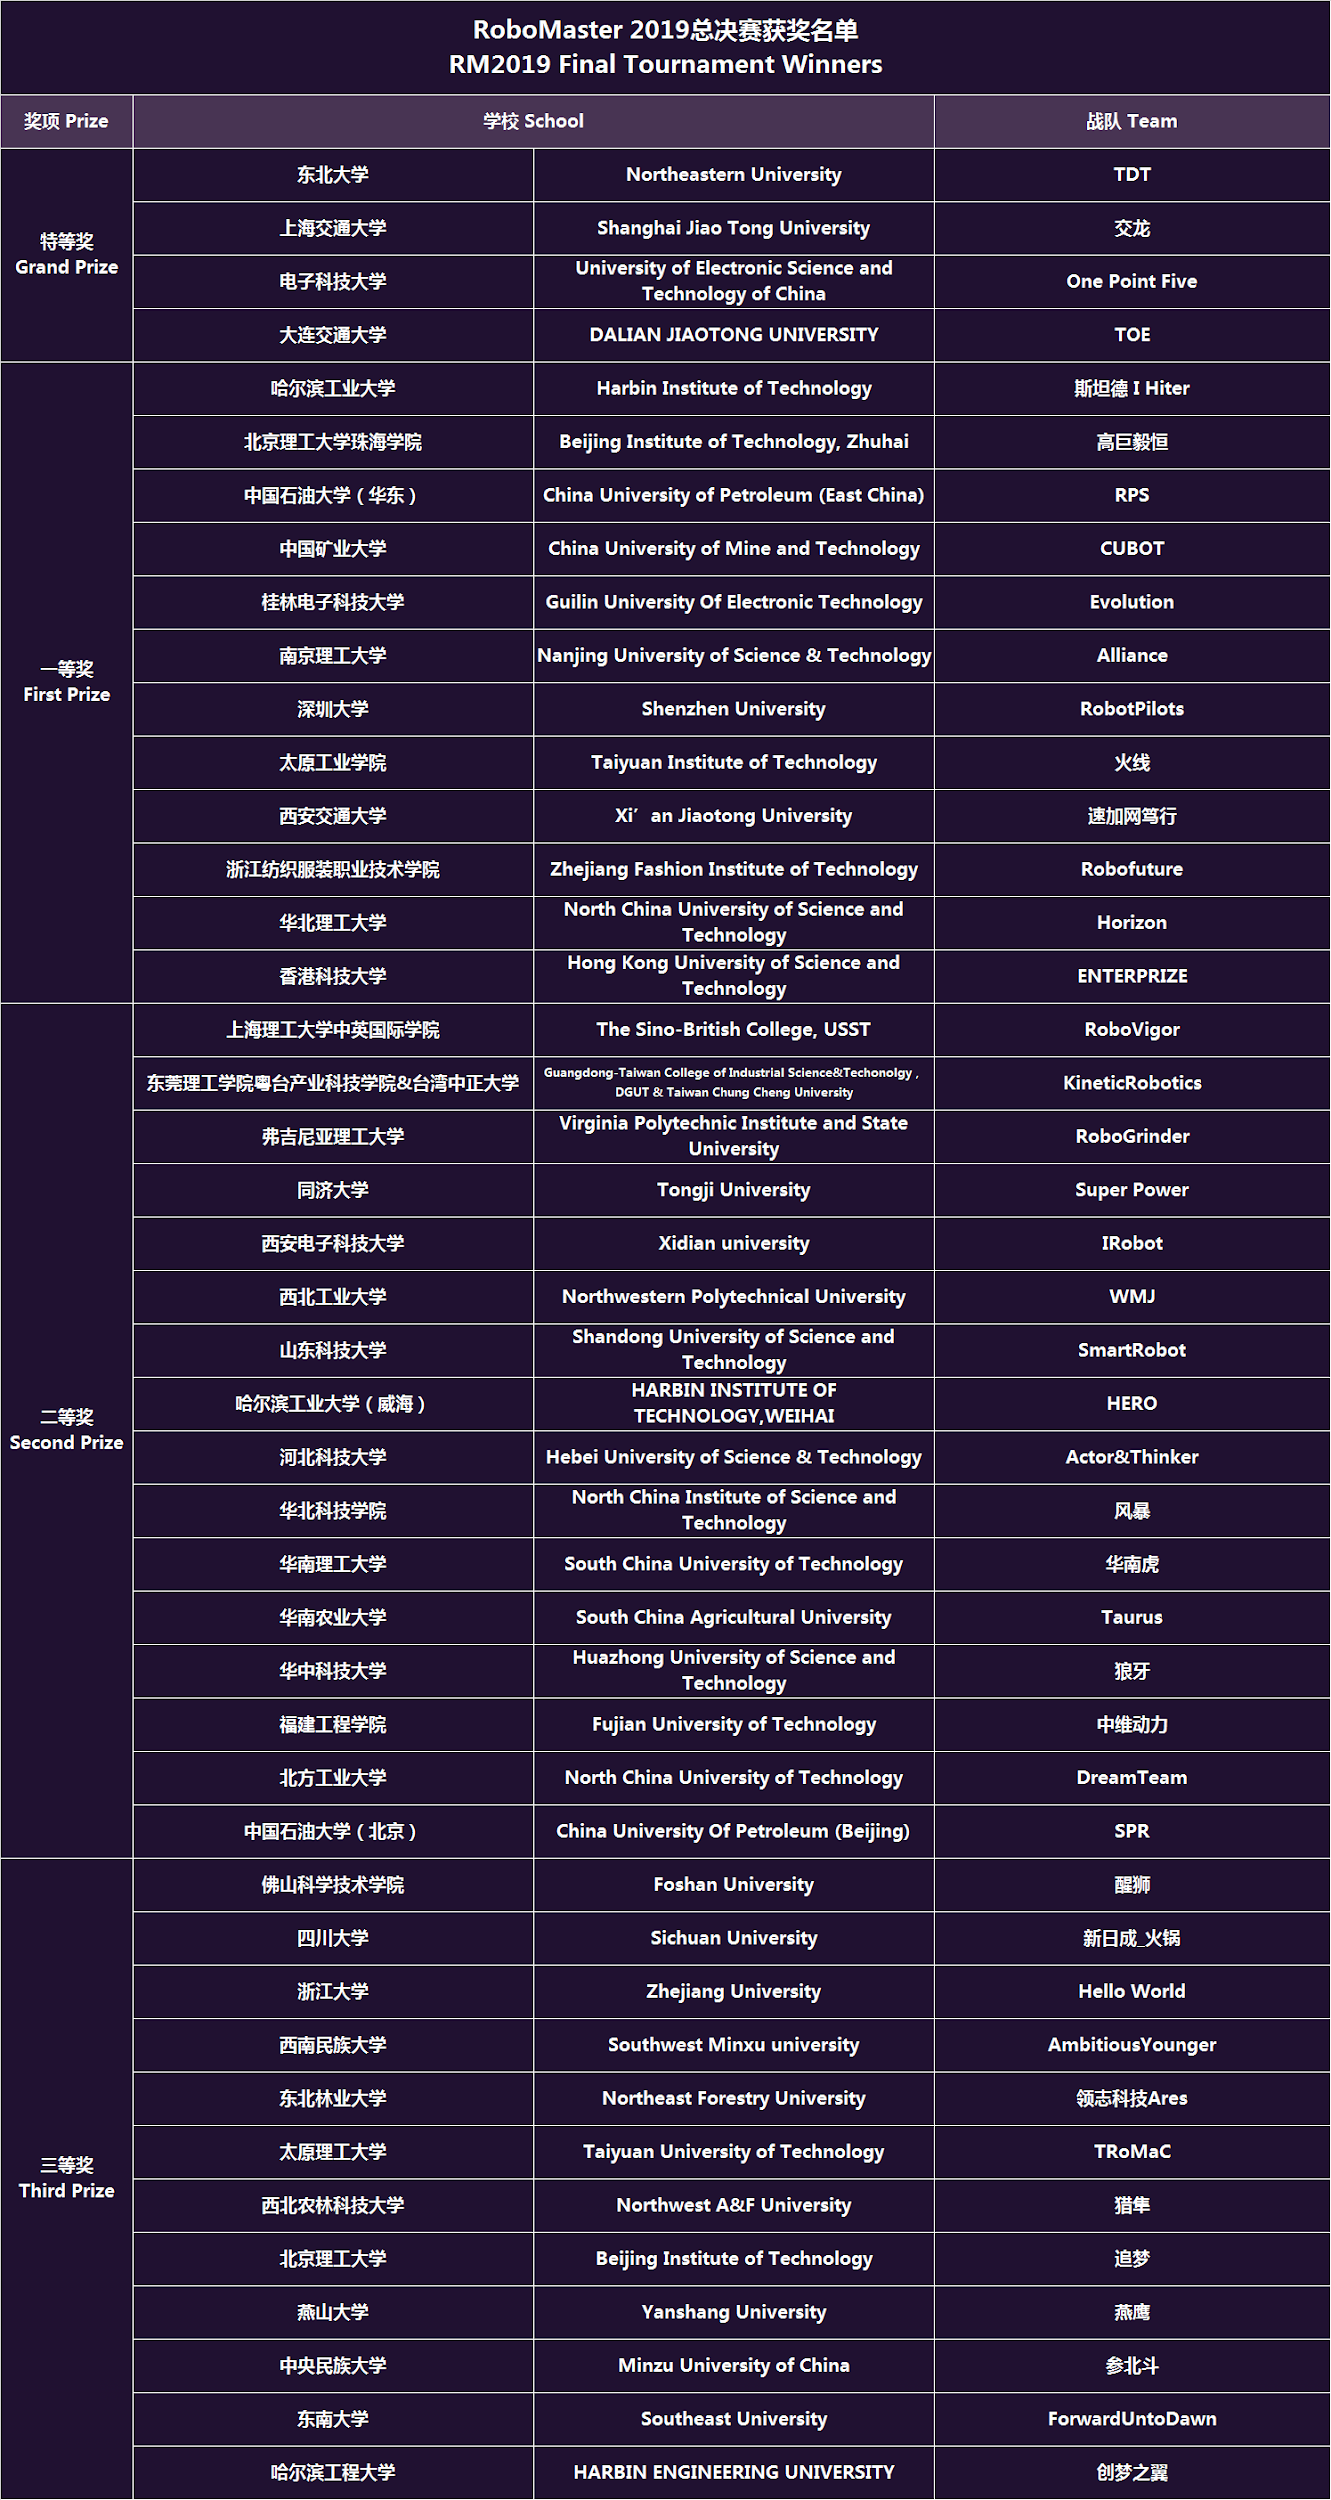 RoboMaster 2019总决赛获奖名单
RM2019 Final Tournament Winners
奖项 Prize 学校 School 战队 Team
特等奖
Grand Prize
东北大学 Northeastern University TDT
上海交通大学 Shanghai Jiao Tong University 交龙
电子科技大学 University of Electronic Science and
Technology of China One Point Five
大连交通大学 DALIAN JIAOTONG UNIVERSITY TOE
一等奖
First Prize
哈尔滨工业大学 Harbin Institute of Technology 斯坦德 I Hiter
北京理工大学珠海学院 Beijing Institute of Technology, Zhuhai 高巨毅恒
中国石油大学（华东） China University of Petroleum (East China) RPS
中国矿业大学 China University of Mine and Technology CUBOT
桂林电子科技大学 Guilin University Of Electronic Technology Evolution
南京理工大学 Nanjing University of Science & Technology Alliance
深圳大学 Shenzhen University RobotPilots
太原工业学院 Taiyuan Institute of Technology 火线
西安交通大学 Xi′an Jiaotong University 速加网笃行
浙江纺织服装职业技术学院 Zhejiang Fashion Institute of Technology Robofuture
华北理工大学 North China University of Science and
Technology Horizon
香港科技大学 Hong Kong University of Science and
Technology ENTERPRIZE
二等奖
Second Prize
上海理工大学中英国际学院 The Sino-British College, USST RoboVigor
东莞理工学院粤台产业科技学院&台湾中正大学 Guangdong-Taiwan College of Industrial Science&Techonolgy ,
DGUT & Taiwan Chung Cheng University KineticRobotics
弗吉尼亚理工大学 Virginia Polytechnic Institute and State
University RoboGrinder
同济大学 Tongji University Super Power
西安电子科技大学 Xidian university IRobot
西北工业大学 Northwestern Polytechnical University WMJ
山东科技大学 Shandong University of Science and
Technology SmartRobot
哈尔滨工业大学（威海） HARBIN INSTITUTE OF
TECHNOLOGY,WEIHAI HERO
河北科技大学 Hebei University of Science & Technology Actor&Thinker
华北科技学院 North China Institute of Science and
Technology 风暴
华南理工大学 South China University of Technology 华南虎
华南农业大学 South China Agricultural University Taurus
华中科技大学 Huazhong University of Science and
Technology 狼牙
福建工程学院 Fujian University of Technology 中维动力
北方工业大学 North China University of Technology DreamTeam
中国石油大学（北京） China University Of Petroleum (Beijing) SPR
三等奖
Third Prize
佛山科学技术学院 Foshan University 醒狮
四川大学 Sichuan University 新日成_火锅
浙江大学 Zhejiang University Hello World
西南民族大学 Southwest Minxu university AmbitiousYounger
东北林业大学 Northeast Forestry University 领志科技Ares
太原理工大学 Taiyuan University of Technology TRoMaC
西北农林科技大学 Northwest A&F University 猎隼
北京理工大学 Beijing Institute of Technology 追梦
燕山大学 Yanshang University 燕鹰
中央民族大学 Minzu University of China 参北斗
东南大学 Southeast University ForwardUntoDawn
哈尔滨工程大学 HARBIN ENGINEERING UNIVERSITY 创梦之翼